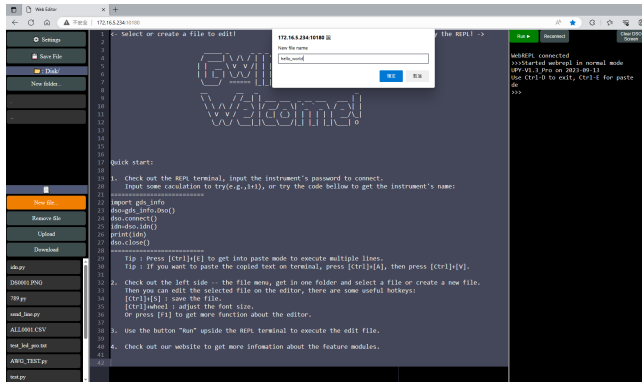 Web Editor
172.16.5.234:10180
Settings
Save File
: Disk/
New folder...
..
New file...
Remove file
Upload
Download
idn.py
DS0001.PNG
789.py
send_line.py
ALL0001.CSV
test_led_pro.txt
AWG_TEST.py
test.py
<- Select or create a file to edit!
y the REPL! ->
172.16.5.234:10180
New file name
hello_world
Quick start:
1. Check out the REPL terminal, input the instrument's password to connect.
Input some caculation to try(e.g.,1+1), or try the code bellow to get the instrument's name:
==========================
import gds_info
dso=gds_info.Dso()
dso.connect()
idn=dso.idn()
print(idn)
dso.close()
==========================
Tip : Press [Ctrl]+[E] to get into paste mode to execute multiple lines.
Tip : If you want to paste the copied text on terminal, press [Ctrl]+[A], then press [Ctrl]+[V].
2. Check out the left side -- the file menu, get in one folder and select a file or create a new file.
Then you can edit the selected file on the editor, there are some useful hotkeys:
[Ctrl]+[S] : save the file.
[Ctrl]+wheel : adjust the font size.
Or press [F1] to get more function about the editor.
3. Use the button "Run" upside the REPL terminal to execute the edit file.
4. Check out our website to get more infomation about the feature modules.
Run
Reconnect
Clear DSO
Screen
WebREPL connected
>>>Started webrepl in normal mode
UPY-V1.3_Pro on 2023-09-13
Use Ctrl-D to exit, Ctrl-E for paste
de
>>>